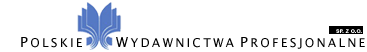 SP. Z O.O.
POLSKIE WYDAWNICTWA PROFESJONALNE